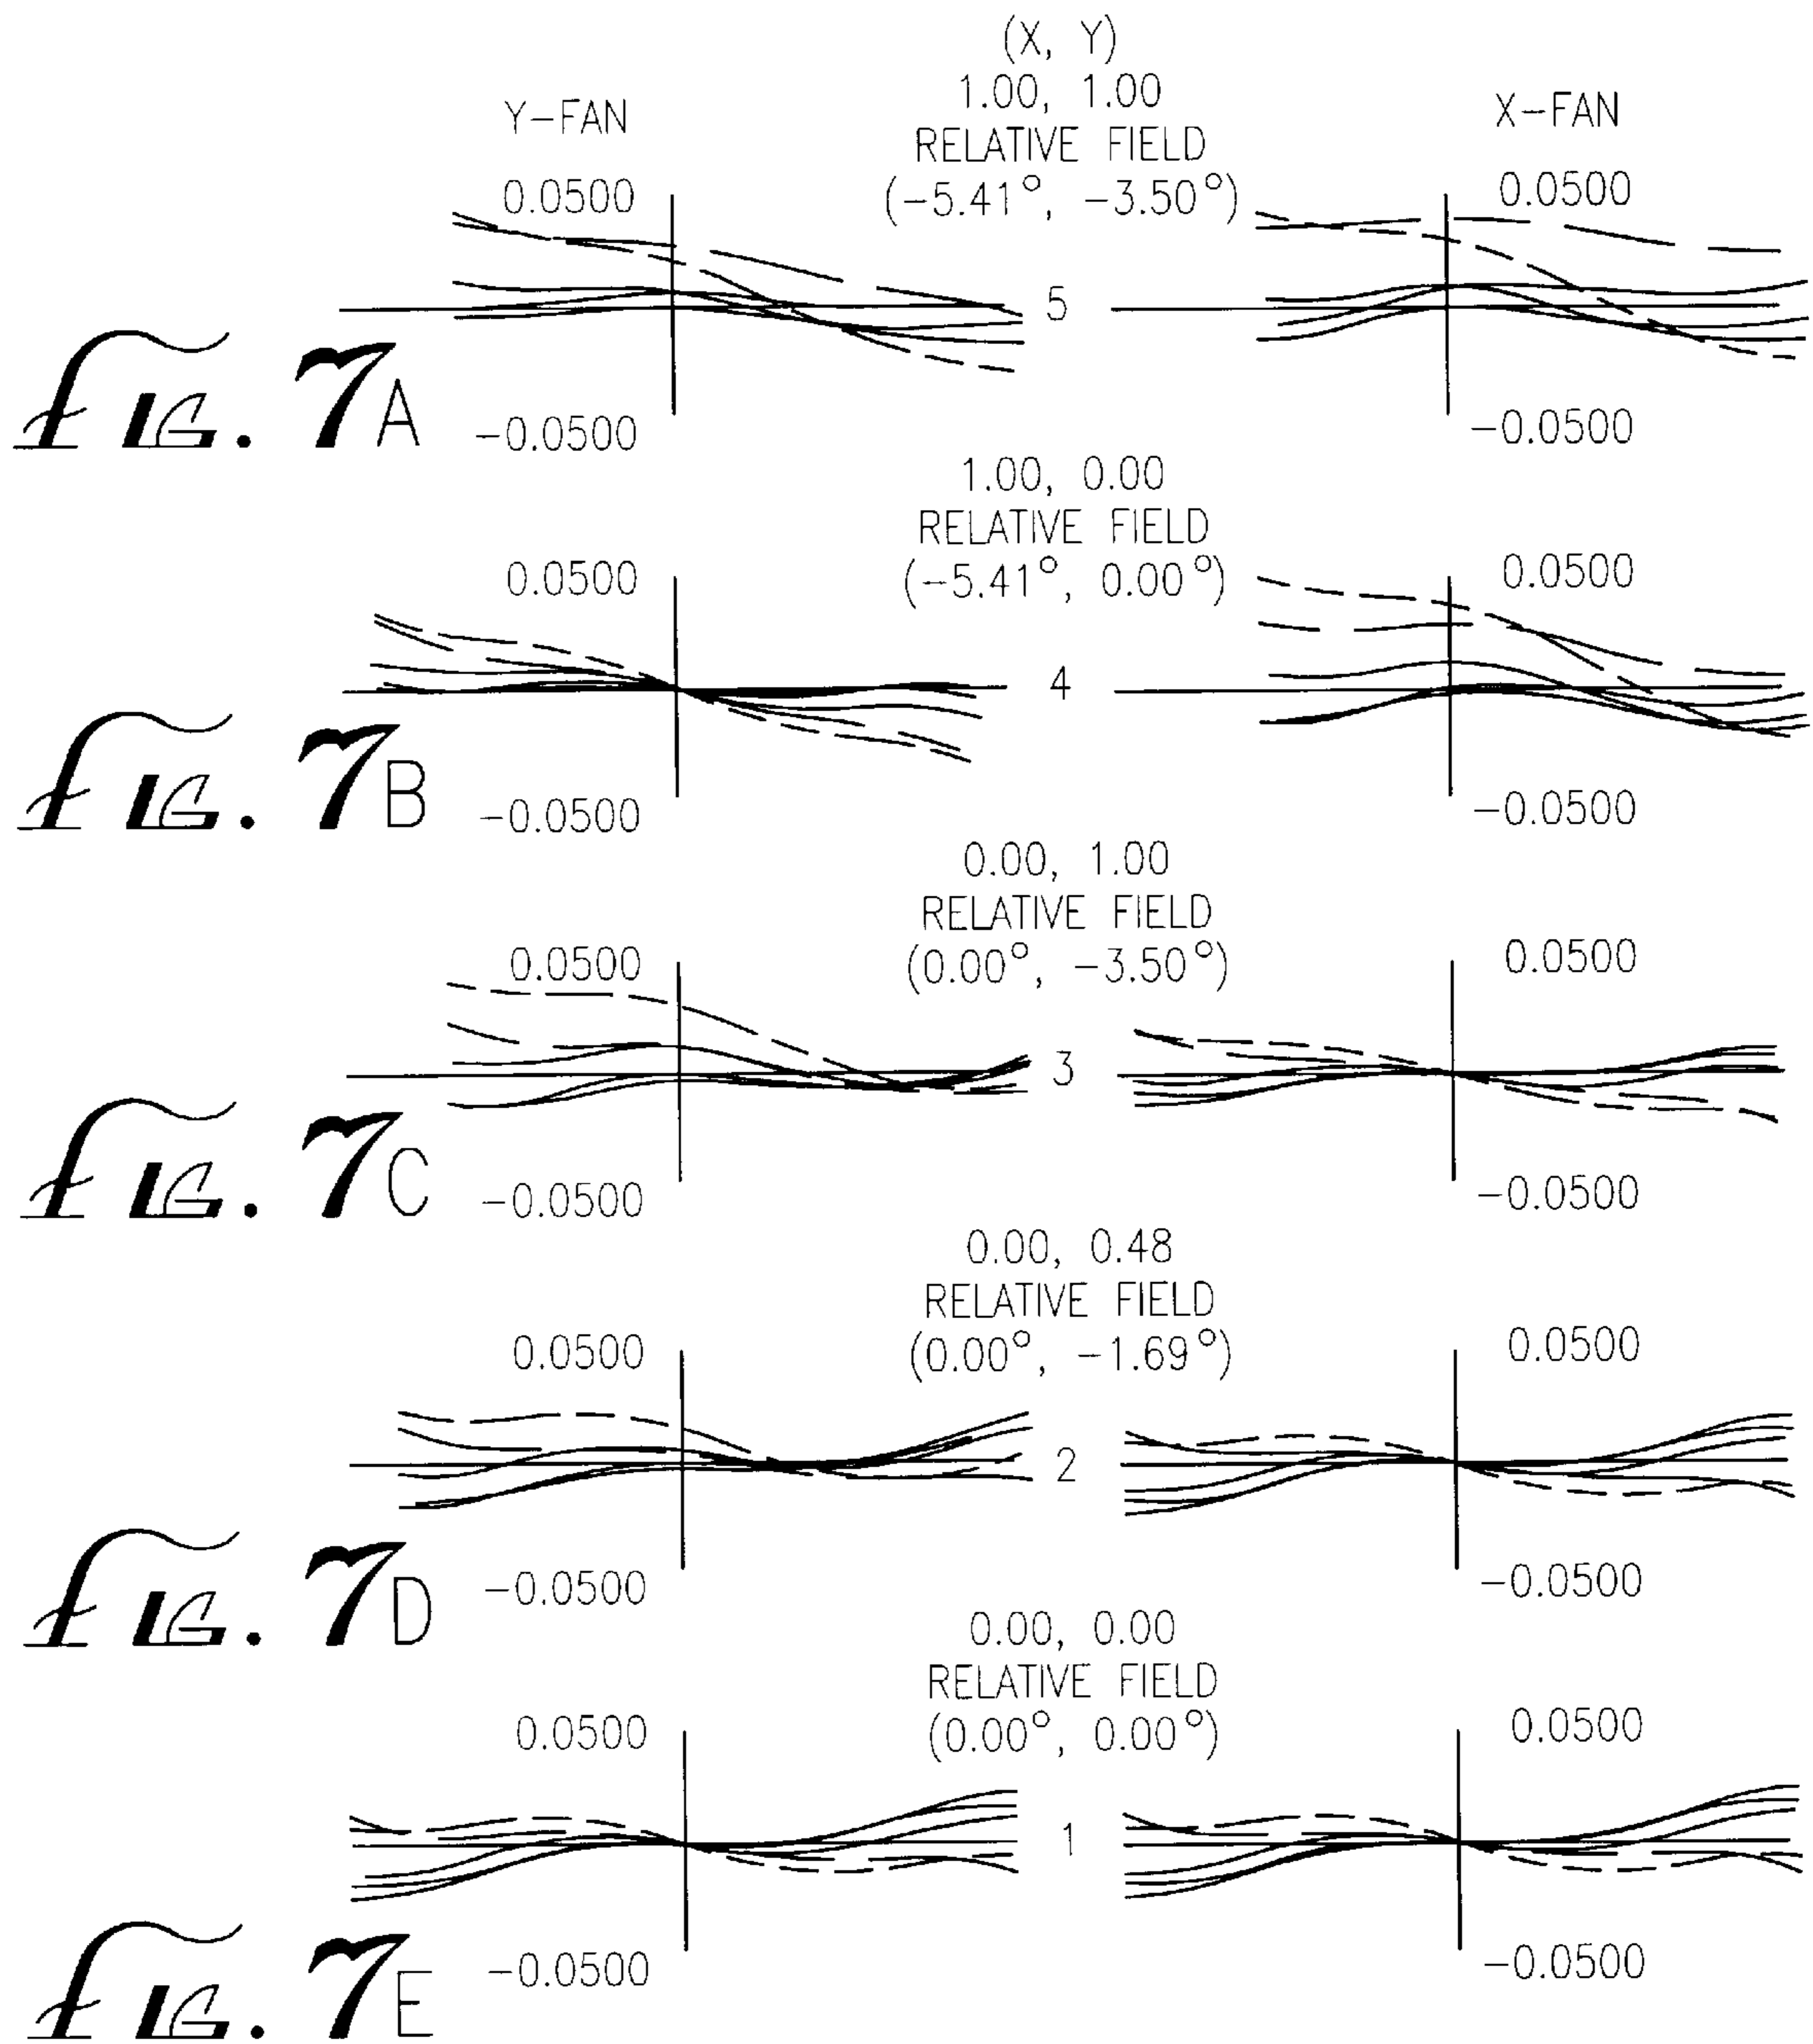 (X, Y)
1.00, 1.00
Y-FAN
RELATIVE FIELD
X-FAN
0.0500
(-5.41°, -3.50°)
0.0500
5
FIG. 7A
-0.0500
-0.0500
1.00, 0.00
RELATIVE FIELD
0.0500
(-5.41°, 0.00°)
0.0500
4
FIG. 7B
-0.0500
-0.0500
0.00, 1.00
RELATIVE FIELD
0.0500
(0.00°, -3.50°)
0.0500
3
FIG. 7C
-0.0500
-0.0500
0.00, 0.48
RELATIVE FIELD
0.0500
(0.00°, -1.69°)
0.0500
2
FIG. 7D
-0.0500
-0.0500
0.00, 0.00
RELATIVE FIELD
0.0500
(0.00°, 0.00°)
0.0500
1
FIG. 7E
-0.0500
-0.0500